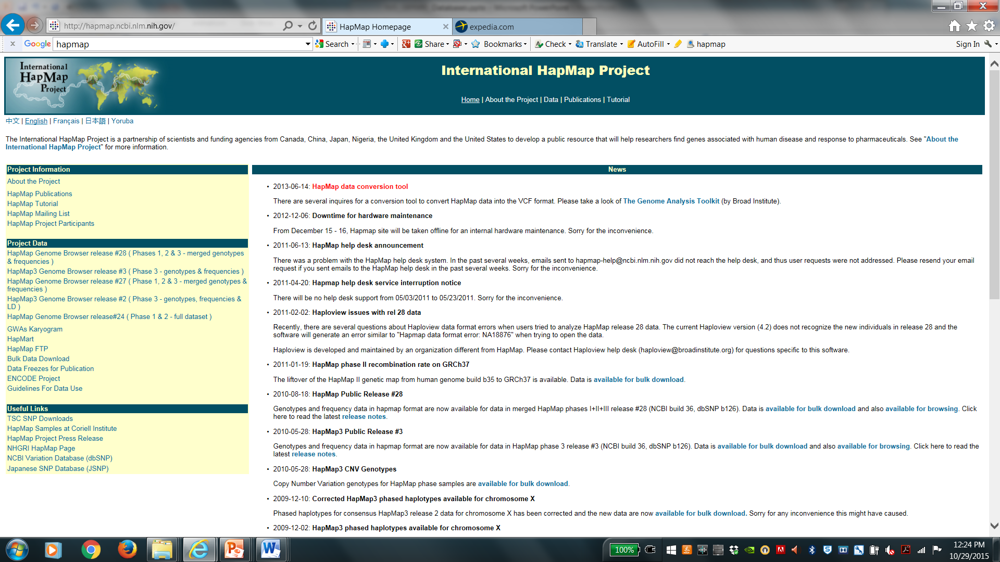 http://hapmap.ncbi.nlm.nih.gov/
HapMap Homepage
expedia.com
x Google hapmap Search Share Bookmarks Check Translate AutoFill hapmap Sign In
International
HapMap
Project
International HapMap Project
Home | About the Project | Data | Publications | Tutorial
中文 | English | Français | 日本語 | Yoruba
The International HapMap Project is a partnership of scientists and funding agencies from Canada, China, Japan, Nigeria, the United Kingdom and the United States to develop a public resource that will help researchers find genes associated with human disease and response to pharmaceuticals. See "About the
International HapMap Project" for more information.
Project Information
About the Project
HapMap Publications
HapMap Tutorial
HapMap Mailing List
HapMap Project Participants
Project Data
HapMap Genome Browser release #28 ( Phases 1, 2 & 3 - merged genotypes
& frequencies )
HapMap3 Genome Browser release #3 ( Phase 3 - genotypes & frequencies )
HapMap Genome Browser release #27 ( Phase 1, 2 & 3 - merged genotypes &
frequencies )
HapMap3 Genome Browser release #2 ( Phase 3 - genotypes, frequencies &
LD )
HapMap Genome Browser release#24 ( Phase 1 & 2 - full dataset )
GWAs Karyogram
HapMart
HapMap FTP
Bulk Data Download
Data Freezes for Publication
ENCODE Project
Guidelines For Data Use
Useful Links
TSC SNP Downloads
HapMap Samples at Coriell Institute
HapMap Project Press Release
NHGRI HapMap Page
NCBI Variation Database (dbSNP)
Japanese SNP Database (JSNP)
News
• 2013-06-14: HapMap data conversion tool
There are several inquires for a conversion tool to convert HapMap data into the VCF format. Please take a look of The Genome Analysis Toolkit (by Broad Institute).
• 2012-12-06: Downtime for hardware maintenance
From December 15 - 16, Hapmap site will be taken offline for an internal hardware maintenance. Sorry for the inconvenience.
• 2011-06-13: HapMap help desk announcement
There was a problem with the HapMap help desk system. In the past several weeks, emails sent to hapmap-help@ncbi.nlm.nih.gov did not reach the help desk, and thus user requests were not addressed. Please resend your email
request if you sent emails to the HapMap help desk in the past several weeks. Sorry for the inconvenience.
• 2011-04-20: Hapmap help desk service interruption notice
There will be no help desk support from 05/03/2011 to 05/23/2011. Sorry for the inconvenience.
• 2011-02-02: Haploview issues with rel 28 data
Recently, there are several questions about Haploview data format errors when users tried to analyze HapMap release 28 data. The current Haploview version (4.2) does not recognize the new individuals in release 28 and the
software will generate an error similar to "Hapmap data format error: NA18876" when trying to open the data.
Haploview is developed and maintained by an organization different from HapMap. Please contact Haploview help desk (haploview@broadinstitute.org) for questions specific to this software.
• 2011-01-19: HapMap phase II recombination rate on GRCh37
The liftover of the HapMap II genetic map from human genome build b35 to GRCh37 is available. Data is available for bulk download.
• 2010-08-18: HapMap Public Release #28
Genotypes and frequency data in hapmap format are now available for data in merged HapMap phases I+II+III release #28 (NCBI build 36, dbSNP b126). Data is available for bulk download and also available for browsing. Click
here to read the latest release notes.
• 2010-05-28: HapMap3 Public Release #3
Genotypes and frequency data in hapmap format are now available for data in HapMap phase 3 release #3 (NCBI build 36, dbSNP b126). Data is available for bulk download and also available for browsing. Click here to read the
latest release notes.
• 2010-05-28: HapMap3 CNV Genotypes
Copy Number Variation genotypes for HapMap phase samples are available for bulk download.
• 2009-12-10: Corrected HapMap3 phased haplotypes available for chromosome X
Phased haplotypes for consensus HapMap3 release 2 data for chromosome X has been corrected and the new data are now available for bulk download. Sorry for any inconvenience this might have caused.
• 2009-12-02: HapMap3 phased haplotypes available for chromosome X
100%
12:24 PM
10/29/2015